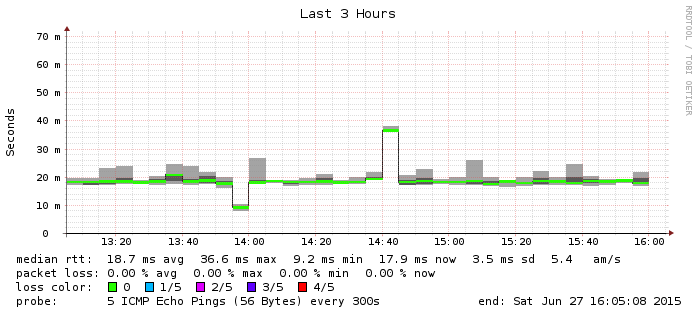 Last 3 Hours
RRDTOOL / TOBI OETIKER
Seconds
70 m
60 m
50 m
40 m
30 m
20 m
10 m
0
13:20 13:40 14:00 14:20 14:40 15:00 15:20 15:40 16:00
median rtt: 18.7 ms avg 36.6 ms max 9.2 ms min 17.9 ms now 3.5 ms sd 5.4 am/s
packet loss: 0.00 % avg 0.00 % max 0.00 % min 0.00 % now
loss color: 0 1/5 2/5 3/5 4/5
probe: 5 ICMP Echo Pings (56 Bytes) every 300s end: Sat Jun 27 16:05:08 2015